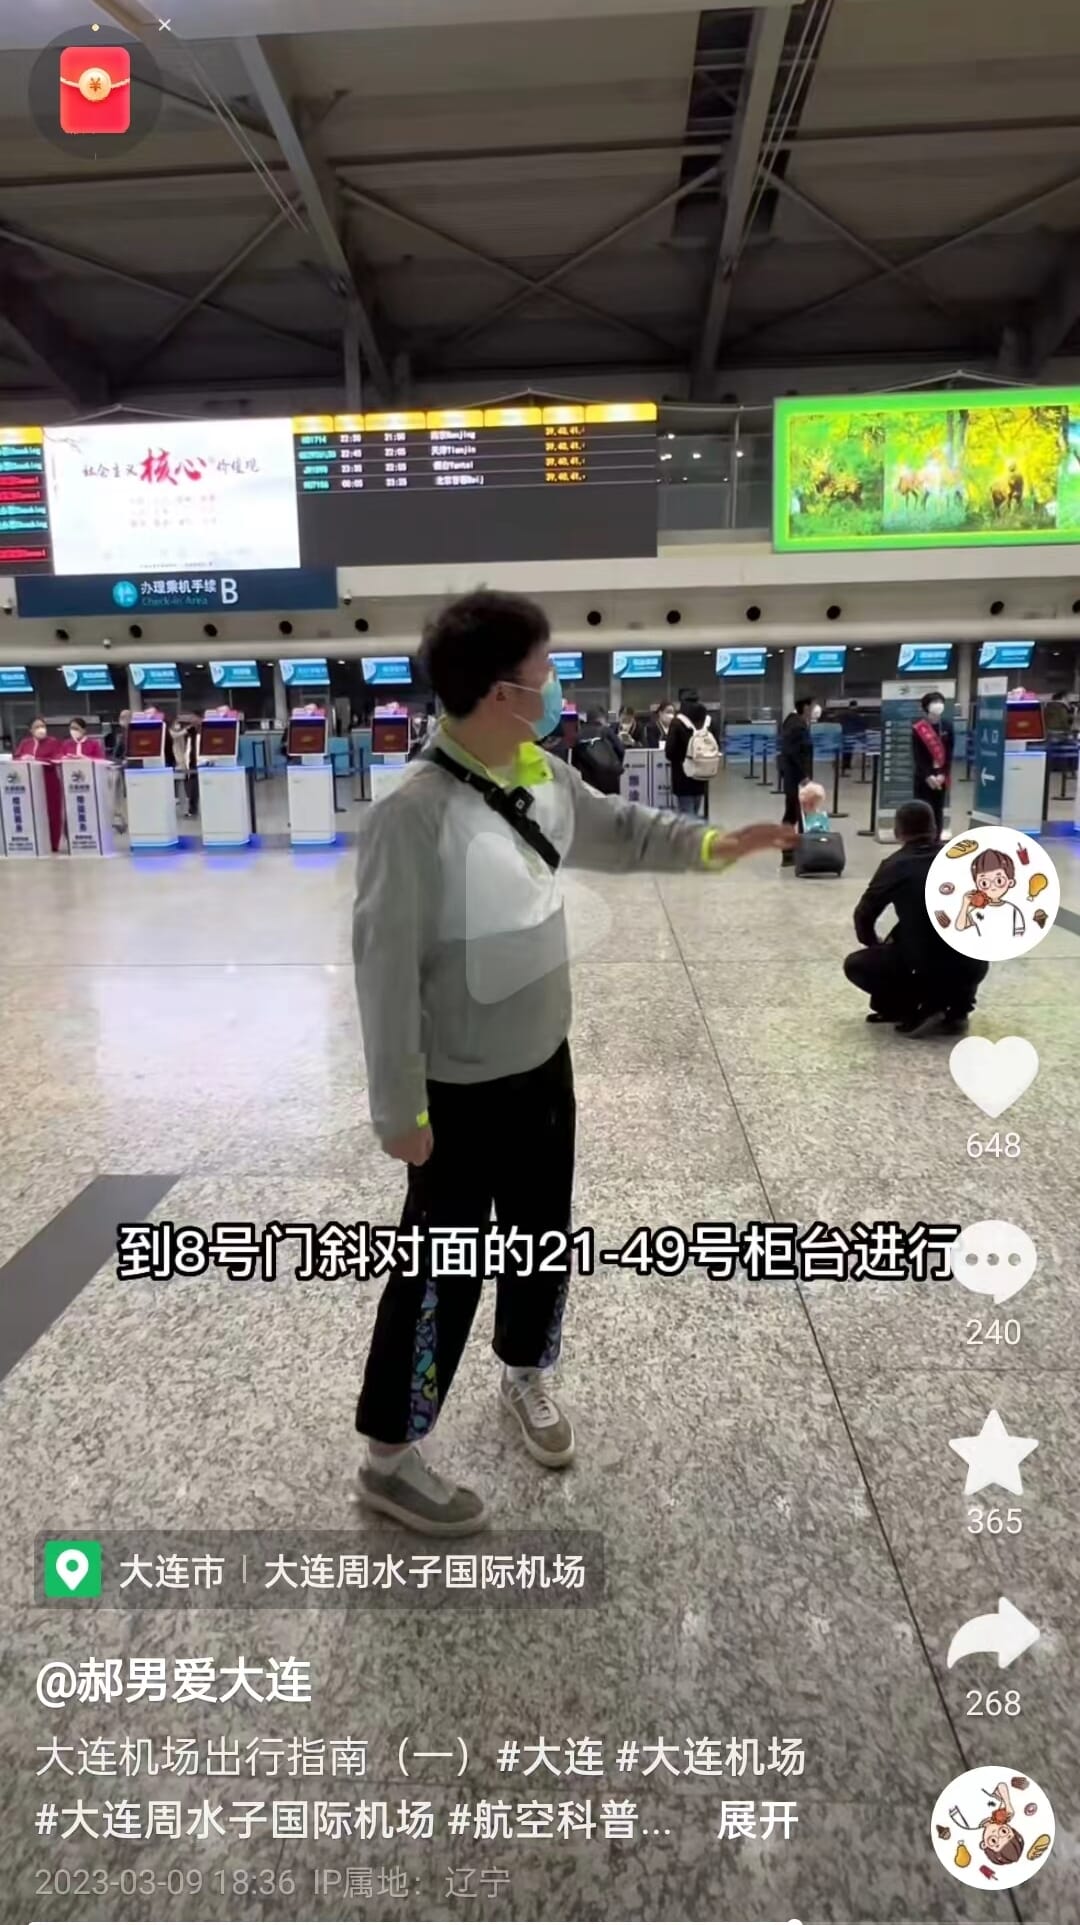 社会主义核心价值观
办理乘机手续 B
Check-in Area
到8号门斜对面的21-49号柜台进行
648
240
365
268
大连市 | 大连周水子国际机场
@郝男爱大连
大连机场出行指南（一）#大连 #大连机场
#大连周水子国际机场 #航空科普... 展开
2023-03-09 18:36 IP属地：辽宁